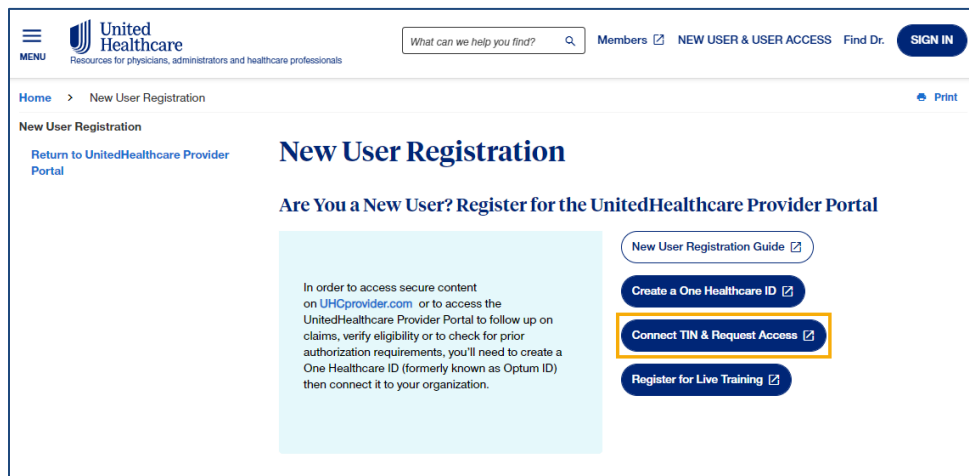 MENU
United
Healthcare
Resources for physicians, administrators and healthcare professionals
What can we help you find?
Members
NEW USER & USER ACCESS
Find Dr.
SIGN IN
Home > New User Registration
Print
New User Registration
Return to UnitedHealthcare Provider
Portal
New User Registration
Are You a New User? Register for the UnitedHealthcare Provider Portal
In order to access secure content
on UHCprovider.com or to access the
UnitedHealthcare Provider Portal to follow up on
claims, verify eligibility or to check for prior
authorization requirements, you'll need to create a
One Healthcare ID (formerly known as Optum ID)
then connect it to your organization.
New User Registration Guide
Create a One Healthcare ID
Connect TIN & Request Access
Register for Live Training